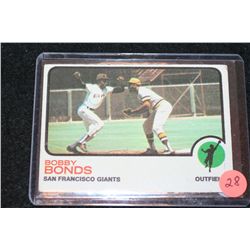 BOBBY
BONDS
SAN FRANCISCO GIANTS
OUTFIE
28